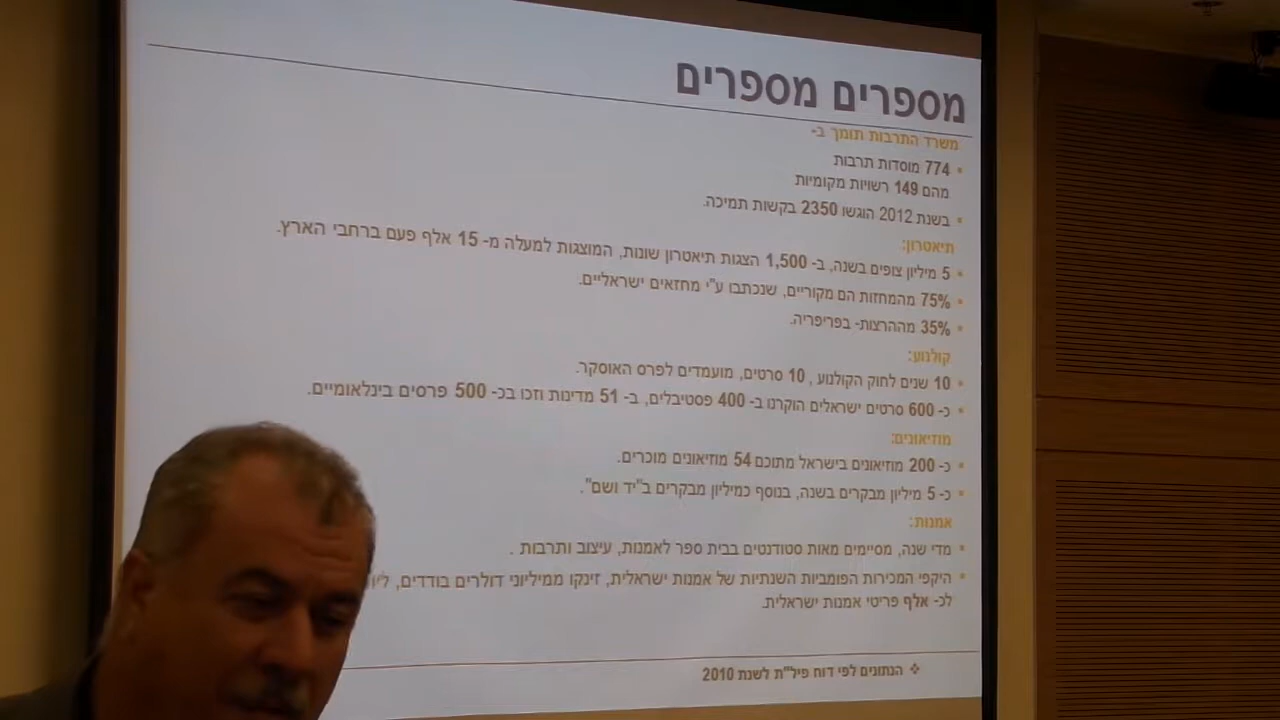 מספרים מספרים
משרד התרבות תומך ב-
774 מוסדות תרבות
מהם 149 רשויות מקומיות
בשנת 2012 הוגשו 2350 בקשות תמיכה.
תיאטרון:
5 מיליון צופים בשנה, ב- 1,500 הצגות תיאטרון שונות, המוצגות למעלה מ- 15 אלף פעם ברחבי הארץ.
75% מהמחזות הם מקוריים, שנכתבו ע"י מחזאים ישראליים.
35% מההרצות- בפריפריה.
קולנוע:
10 שנים לחוק הקולנוע , 10 סרטים, מועמדים לפרס האוסקר.
כ- 600 סרטים ישראלים הוקרנו ב- 400 פסטיבלים, ב- 51 מדינות וזכו בכ- 500 פרסים בינלאומיים.
מוזיאונים:
כ- 200 מוזיאונים בישראל מתוכם 54 מוזיאונים מוכרים.
כ- 5 מיליון מבקרים בשנה, בנוסף כמיליון מבקרים ב"יד ושם".
אמנות:
מדי שנה, מסיימים מאות סטודנטים בבית ספר לאמנות, עיצוב ותרבות .
היקפי המכירות הפומביות השנתיות של אמנות ישראלית, זינקו ממיליוני דולרים בודדים,
לכ- אלף פריטי אמנות ישראלית.
הנתונים לפי דוח פיל"ת לשנת 2010